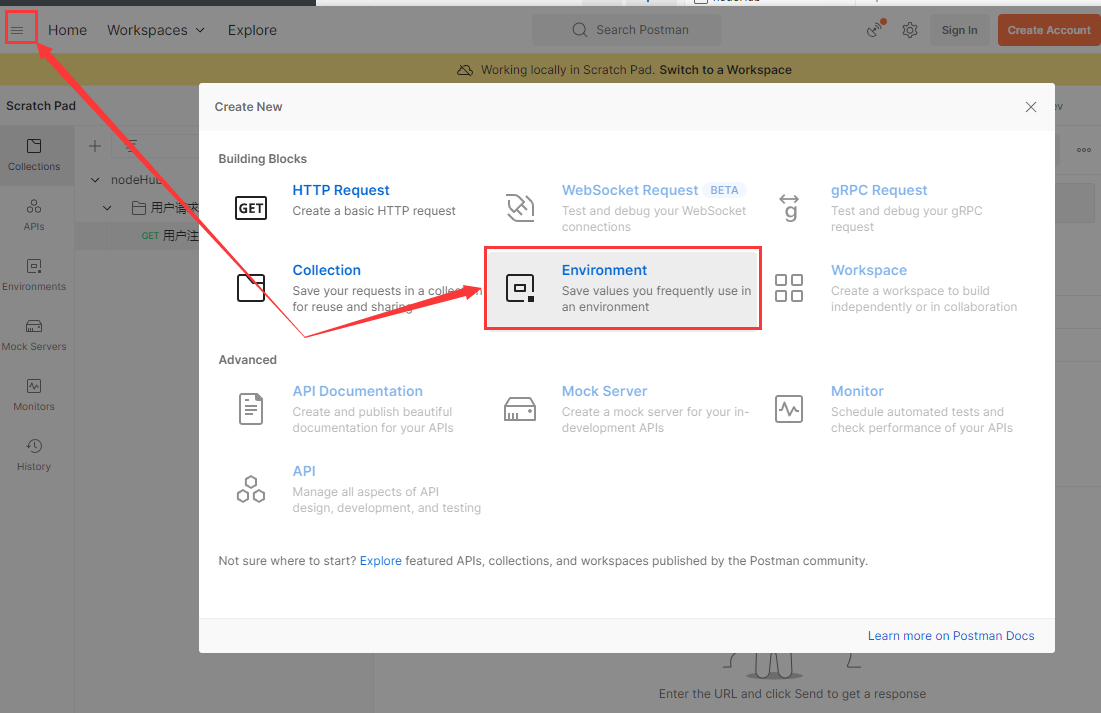 Home
Workspaces
Explore
Search Postman
Sign In
Create Account
Working locally in Scratch Pad. Switch to a Workspace
Scratch Pad
Create New
Collections
APIs
Environments
Mock Servers
Monitors
History
nodeHub
用户请求
GET 用户注
Building Blocks
GET
HTTP Request
Create a basic HTTP request
WebSocket Request BETA
Test and debug your WebSocket
connections
g
gRPC Request
Test and debug your gRPC
request
Collection
Save your requests in a collection
for reuse and sharing
Environment
Save values you frequently use in
an environment
Workspace
Create a workspace to build
independently or in collaboration
Advanced
API Documentation
Create and publish beautiful
documentation for your APIs
Mock Server
Create a mock server for your in-
development APIs
Monitor
Schedule automated tests and
check performance of your APIs
API
Manage all aspects of API
design, development, and testing
Not sure where to start? Explore featured APIs, collections, and workspaces published by the Postman community.
Learn more on Postman Docs
Enter the URL and click Send to get a response